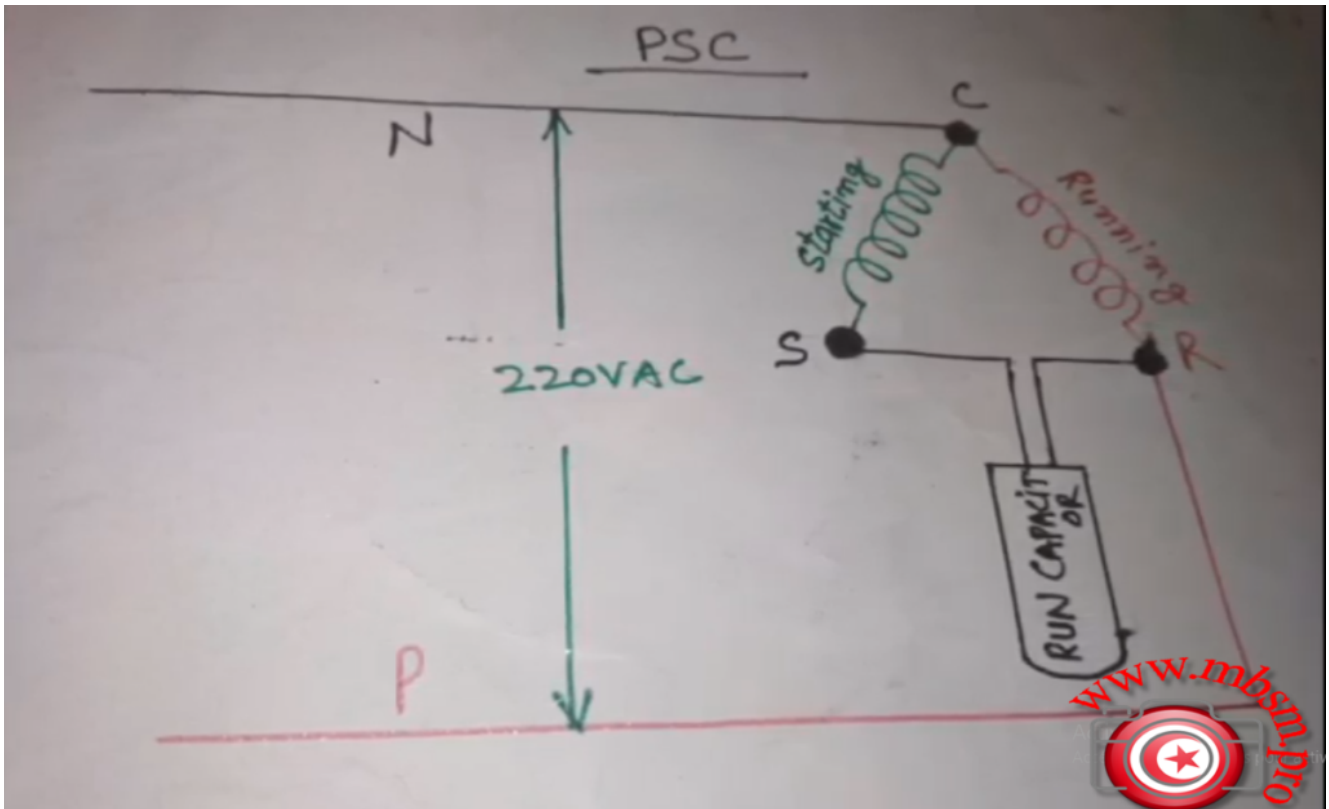 PSC
N
C
Starting
Running
220VAC
S
R
RUN CAPACIT
OR
P
www.mbsm.pro